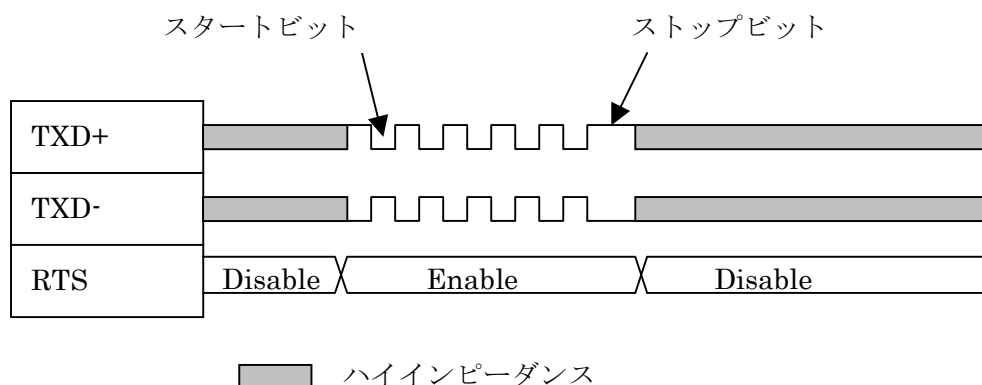 スタートビット ストップビット
TXD+
TXD-
RTS Disable Enable Disable
ハイインピーダンス